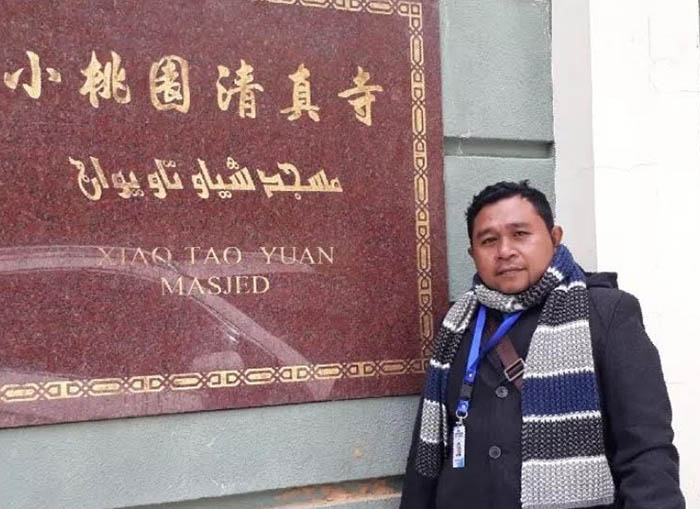 小桃園清真寺
مسجد شياو تاو يوان
XIAO TAO YUAN
MASJED